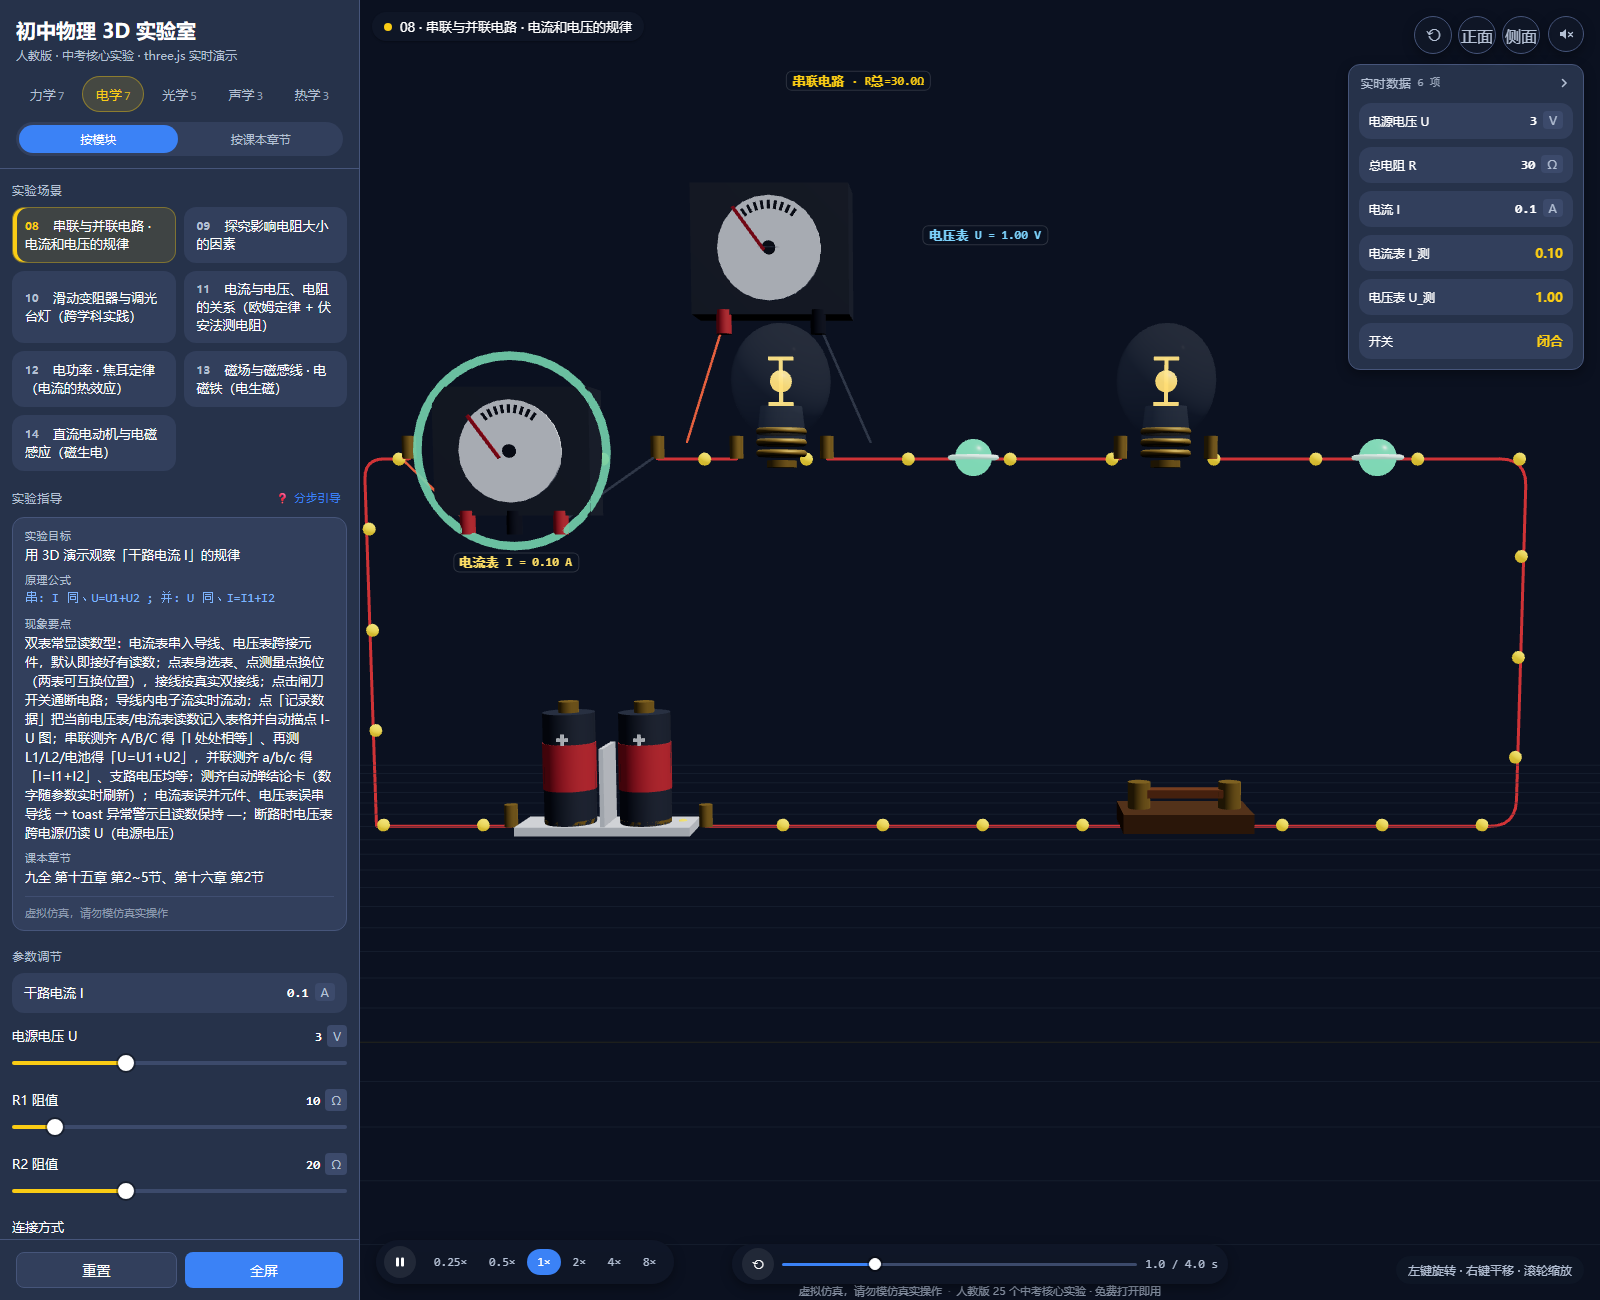 初中物理 3D 实验室
人教版 · 中考核心实验 · three.js 实时演示
力学 7
电学 7
光学 5
声学 3
热学 3
按模块
按课本章节
实验场景
08 串联与并联电路 ·
电流和电压的规律
09 探究影响电阻大小
的因素
10 滑动变阻器与调光
台灯（跨学科实践）
11 电流与电压、电阻
的关系（欧姆定律 + 伏
安法测电阻）
12 电功率 · 焦耳定律
（电流的热效应）
13 磁场与磁感线 · 电
磁铁（电生磁）
14 直流电动机与电磁
感应（磁生电）
实验指导
❓ 分步引导
实验目标
用 3D 演示观察「干路电流 I」的规律
原理公式
串: I 同、U=U1+U2 ; 并: U 同、I=I1+I2
现象要点
双表常显读数型：电流表串入导线、电压表跨接元
件，默认即接好有读数；点表身选表、点测量点换位
（两表可互换位置），接线按真实双接线；点击闸刀
开关通断电路；导线内电子流实时流动；点「记录数
据」把当前电压表/电流表读数记入表格并自动描点 I-
U 图；串联测齐 A/B/C 得「I 处处相等」、再测
L1/L2/电池得「U=U1+U2」，并联测齐 a/b/c 得
「I=I1+I2」、支路电压均等；测齐自动弹结论卡（数
字随参数实时刷新）；电流表误并元件、电压表误串
导线 → toast 异常警示且读数保持 —；断路时电压表
跨电源仍读 U（电源电压）
课本章节
九全 第十五章 第2~5节、第十六章 第2节
虚拟仿真，请勿模仿真实操作
参数调节
干路电流 I 0.1 A
电源电压 U 3 V
R1 阻值 10 Ω
R2 阻值 20 Ω
连接方式
重置
全屏
08 · 串联与并联电路 · 电流和电压的规律
串联电路 · R总=30.0Ω
电压表 U = 1.00 V
电流表 I = 0.10 A
正面
侧面
实时数据 6 项
电源电压 U 3 V
总电阻 R 30 Ω
电流 I 0.1 A
电流表 I_测 0.10
电压表 U_测 1.00
开关 闭合
0.25×
0.5×
1×
2×
4×
8×
1.0 / 4.0 s
左键旋转 · 右键平移 · 滚轮缩放
虚拟仿真，请勿模仿真实操作 · 人教版 25 个中考核心实验 · 免费打开即用